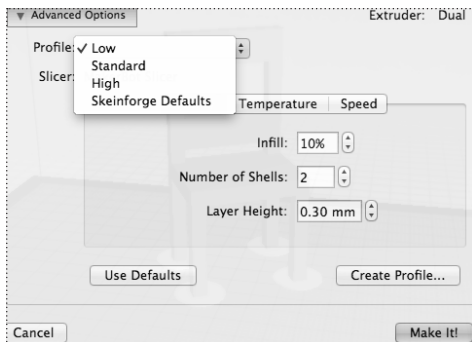 ▼ Advanced Options Extruder: Dual
Profile: ✓ Low
Standard
Slicer:
High
Skeinforge Defaults
Temperature Speed
Infill: 10%
Number of Shells: 2
Layer Height: 0.30 mm
Use Defaults Create Profile...
Cancel Make It!